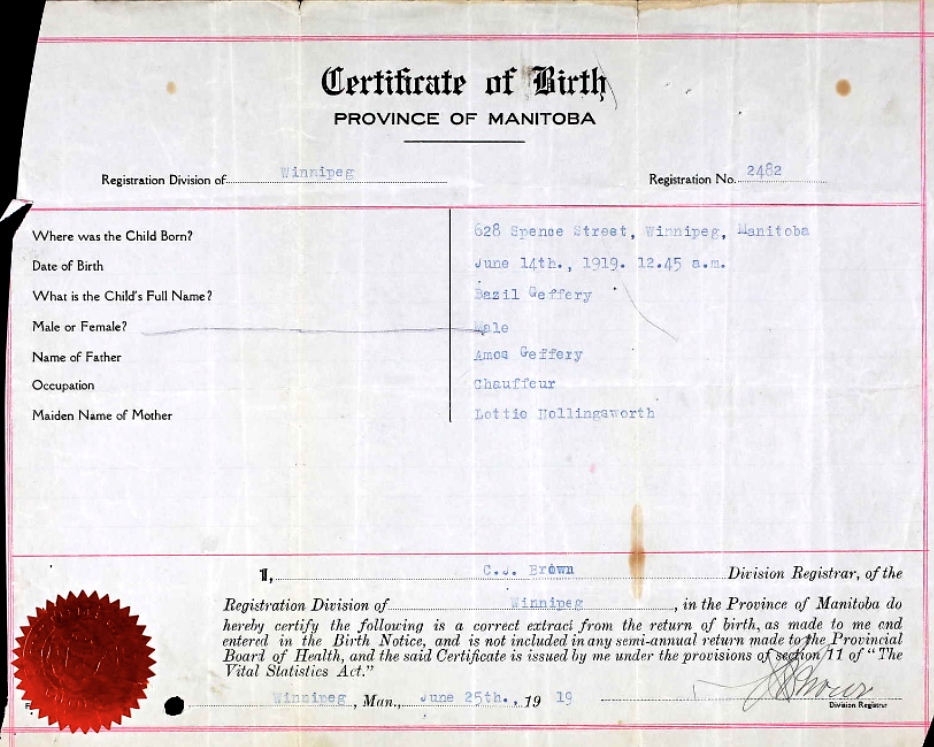 Certificate of Birth
PROVINCE OF MANITOBA
Registration Division of Winnipeg Registration No. 2482
Where was the Child Born? 628 Spence Street, Winnipeg, Manitoba
Date of Birth June 14th., 1919. 12.45 a.m.
What is the Child's Full Name? Bazil Geffery
Male or Female? Male
Name of Father Amos Geffery
Occupation Chauffeur
Maiden Name of Mother Lottie Hollingsworth
I, C.J. Brown Division Registrar, of the
Registration Division of Winnipeg, in the Province of Manitoba do
hereby certify the following is a correct extract from the return of birth, as made to me and
entered in the Birth Notice, and is not included in any semi-annual return made to the Provincial
Board of Health, and the said Certificate is issued by me under the provisions of section 11 of "The
Vital Statistics Act."
Winnipeg, Man., June 25th., 19 19
Division Registrar